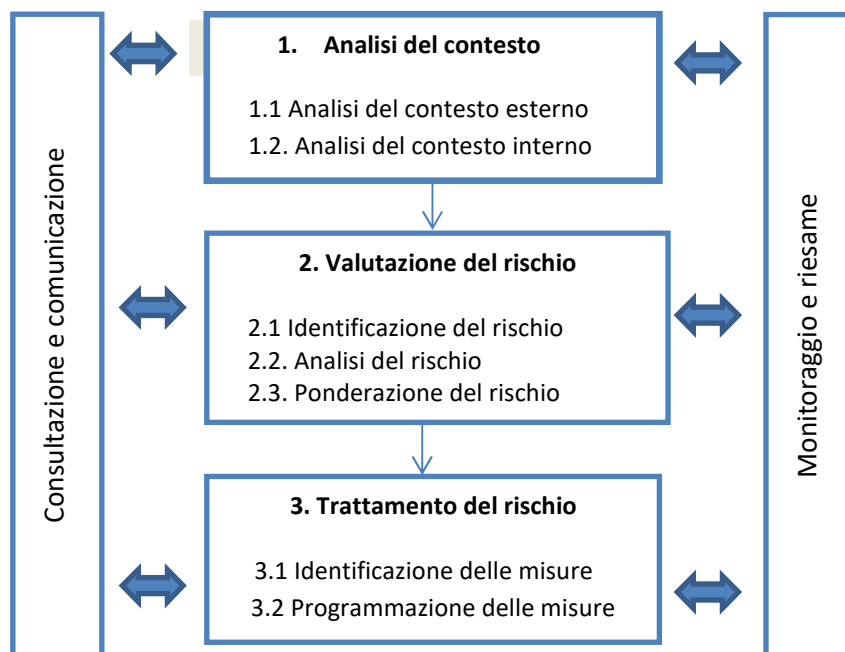 Consultazione e comunicazione
1. Analisi del contesto
1.1 Analisi del contesto esterno
1.2. Analisi del contesto interno
2. Valutazione del rischio
2.1 Identificazione del rischio
2.2. Analisi del rischio
2.3. Ponderazione del rischio
3. Trattamento del rischio
3.1 Identificazione delle misure
3.2 Programmazione delle misure
Monitoraggio e riesame